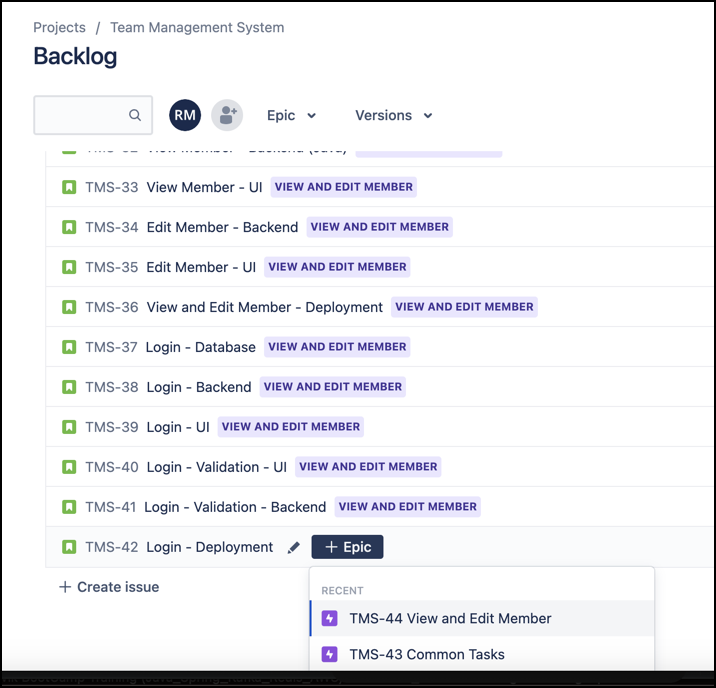 Projects / Team Management System
Backlog
RM Epic Versions
TMS-33 View Member - UI VIEW AND EDIT MEMBER
TMS-34 Edit Member - Backend VIEW AND EDIT MEMBER
TMS-35 Edit Member - UI VIEW AND EDIT MEMBER
TMS-36 View and Edit Member - Deployment VIEW AND EDIT MEMBER
TMS-37 Login - Database VIEW AND EDIT MEMBER
TMS-38 Login - Backend VIEW AND EDIT MEMBER
TMS-39 Login - UI VIEW AND EDIT MEMBER
TMS-40 Login - Validation - UI VIEW AND EDIT MEMBER
TMS-41 Login - Validation - Backend VIEW AND EDIT MEMBER
TMS-42 Login - Deployment + Epic
+ Create issue
RECENT
TMS-44 View and Edit Member
TMS-43 Common Tasks